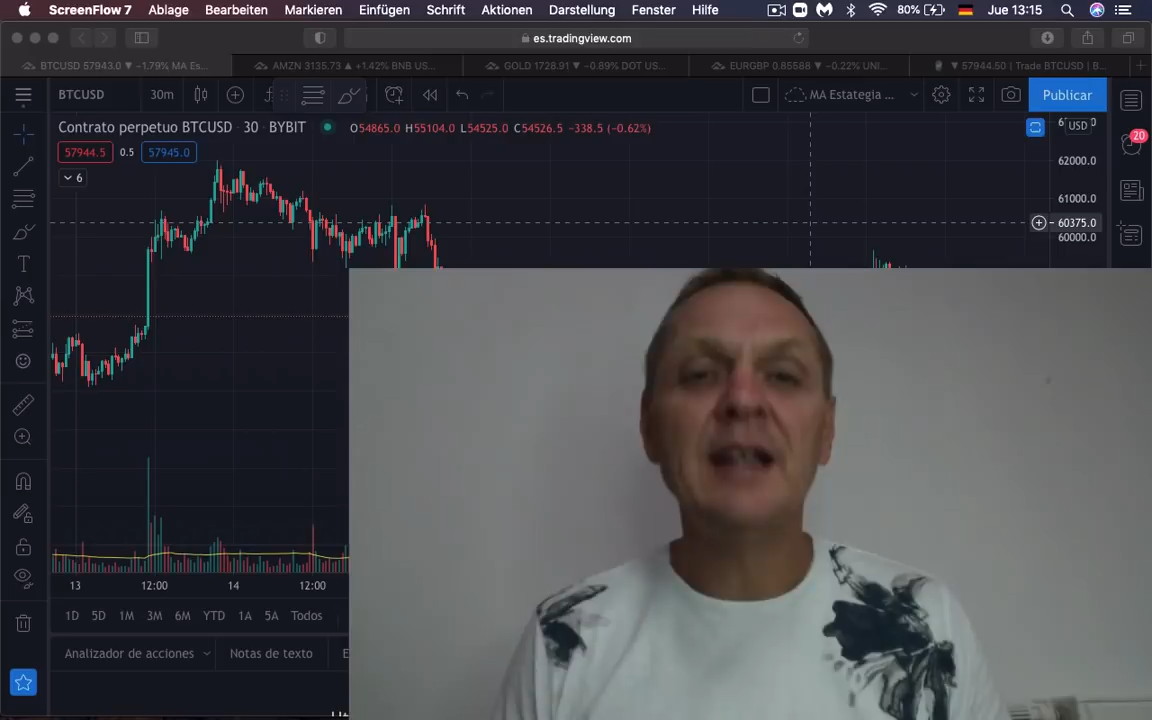 ScreenFlow 7 Ablage Bearbeiten Markieren Einfügen Schrift Aktionen Darstellung Fenster Hilfe 80% Jue 13:15
es.tradingview.com
BTCUSD 57943.0 ▼ −1.79% MA Es... AMZN 3135.73 ▲ +1.42% BNB US... GOLD 1728.91 ▼ −0.89% DOT US... EURGBP 0.85588 ▼ −0.22% UNI... ▼ 57944.50 | Trade BTCUSD | B...
BTCUSD 30m MA Estategia ... Publicar
Contrato perpetuo BTCUSD · 30 · BYBIT O54865.0 H55104.0 L54525.0 C54526.5 −338.5 (−0.62%) USD
20
57944.5 0.5 57945.0
62000.0
6
61000.0
60375.0
60000.0
13 12:00 14 12:00
1D 5D 1M 3M 6M YTD 1A 5A Todos
Analizador de acciones Notas de texto E